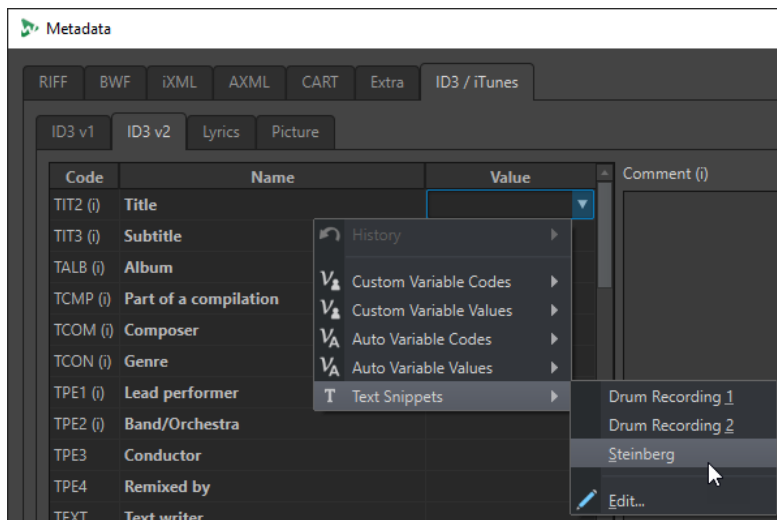 Metadata
RIFF BWF iXML AXML CART Extra ID3 / iTunes
ID3 v1 ID3 v2 Lyrics Picture
Code Name Value Comment (i)
TIT2 (i) Title
TIT3 (i) Subtitle History
TALB (i) Album
Custom Variable Codes
TCMP (i) Part of a compilation
Custom Variable Values
TCOM (i) Composer
Auto Variable Codes
TCON (i) Genre
Auto Variable Values
TPE1 (i) Lead performer Text Snippets Drum Recording 1
TPE2 (i) Band/Orchestra Drum Recording 2
TPE3 Conductor Steinberg
TPE4 Remixed by
Edit...
TEXT Text writer